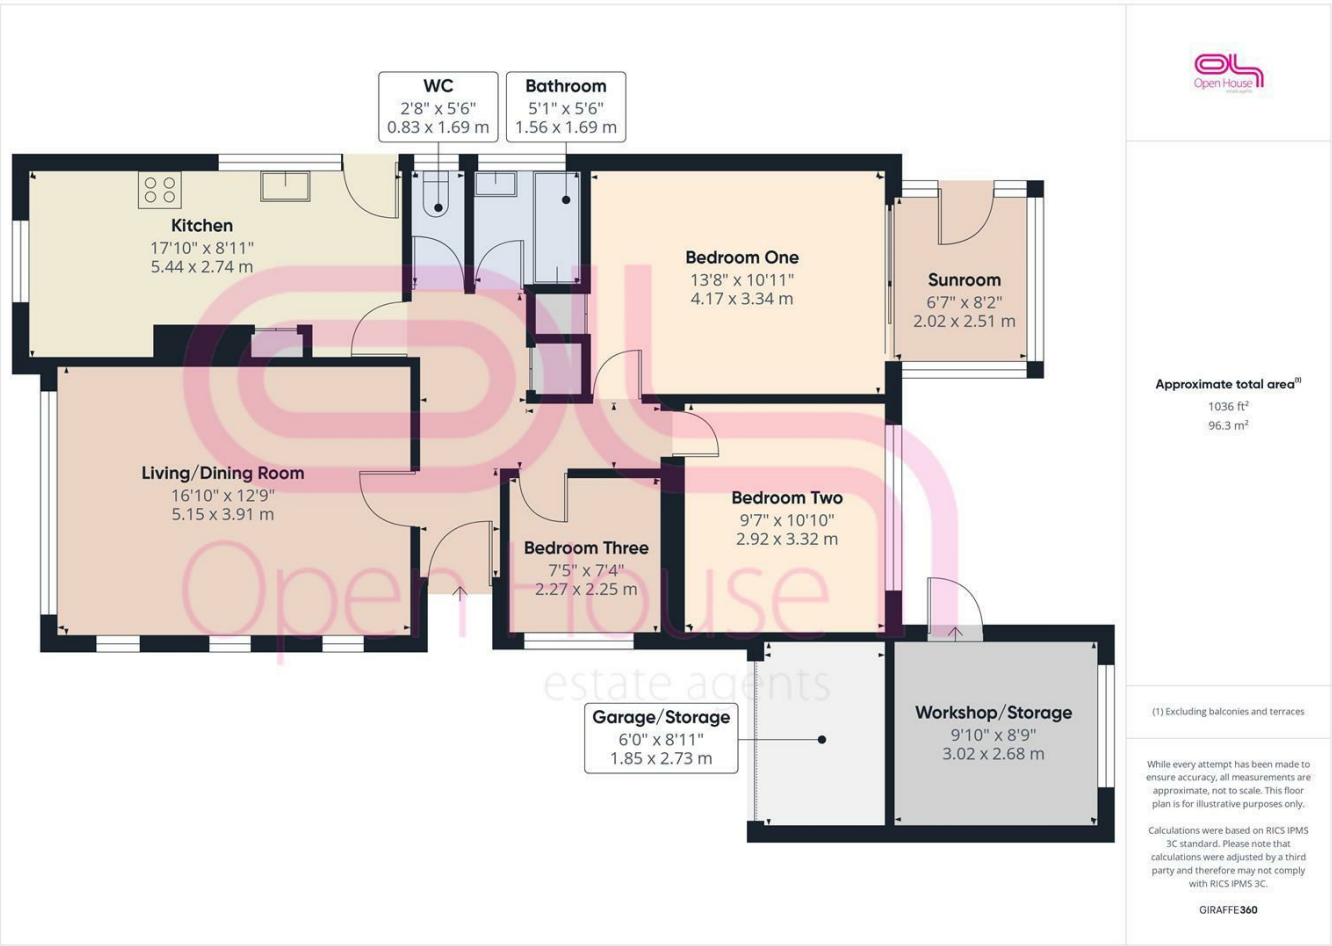 WC
2'8" x 5'6"
0.83 x 1.69 m
Bathroom
5'1" x 5'6"
1.56 x 1.69 m
Kitchen
17'10" x 8'11"
5.44 x 2.74 m
Bedroom One
13'8" x 10'11"
4.17 x 3.34 m
Sunroom
6'7" x 8'2"
2.02 x 2.51 m
Living/Dining Room
16'10" x 12'9"
5.15 x 3.91 m
Bedroom Two
9'7" x 10'10"
2.92 x 3.32 m
Bedroom Three
7'5" x 7'4"
2.27 x 2.25 m
Open House
estate agents
Garage/Storage
6'0" x 8'11"
1.85 x 2.73 m
Workshop/Storage
9'10" x 8'9"
3.02 x 2.68 m
Open House
estate agents
Approximate total area(1)
1036 ft²
96.3 m²
(1) Excluding balconies and terraces
While every attempt has been made to
ensure accuracy, all measurements are
approximate, not to scale. This floor
plan is for illustrative purposes only.
Calculations were based on RICS IPMS
3C standard. Please note that
calculations were adjusted by a third
party and therefore may not comply
with RICS IPMS 3C.
GIRAFFE360